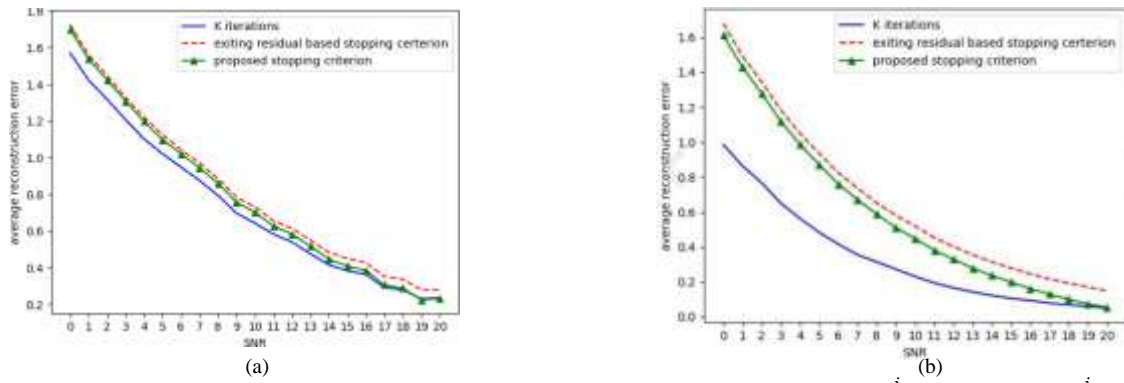 K iterations
exiting residual based stopping certerion
proposed stopping criterion
average reconstruction error
1.8
1.6
1.4
1.2
1.0
0.8
0.6
0.4
0.2
0 1 2 3 4 5 6 7 8 9 10 11 12 13 14 15 16 17 18 19 20
SNR
(a)
K iterations
exiting residual based stopping certerion
proposed stopping criterion
average reconstruction error
1.6
1.4
1.2
1.0
0.8
0.6
0.4
0.2
0.0
0 1 2 3 4 5 6 7 8 9 10 11 12 13 14 15 16 17 18 19 20
SNR
(b)